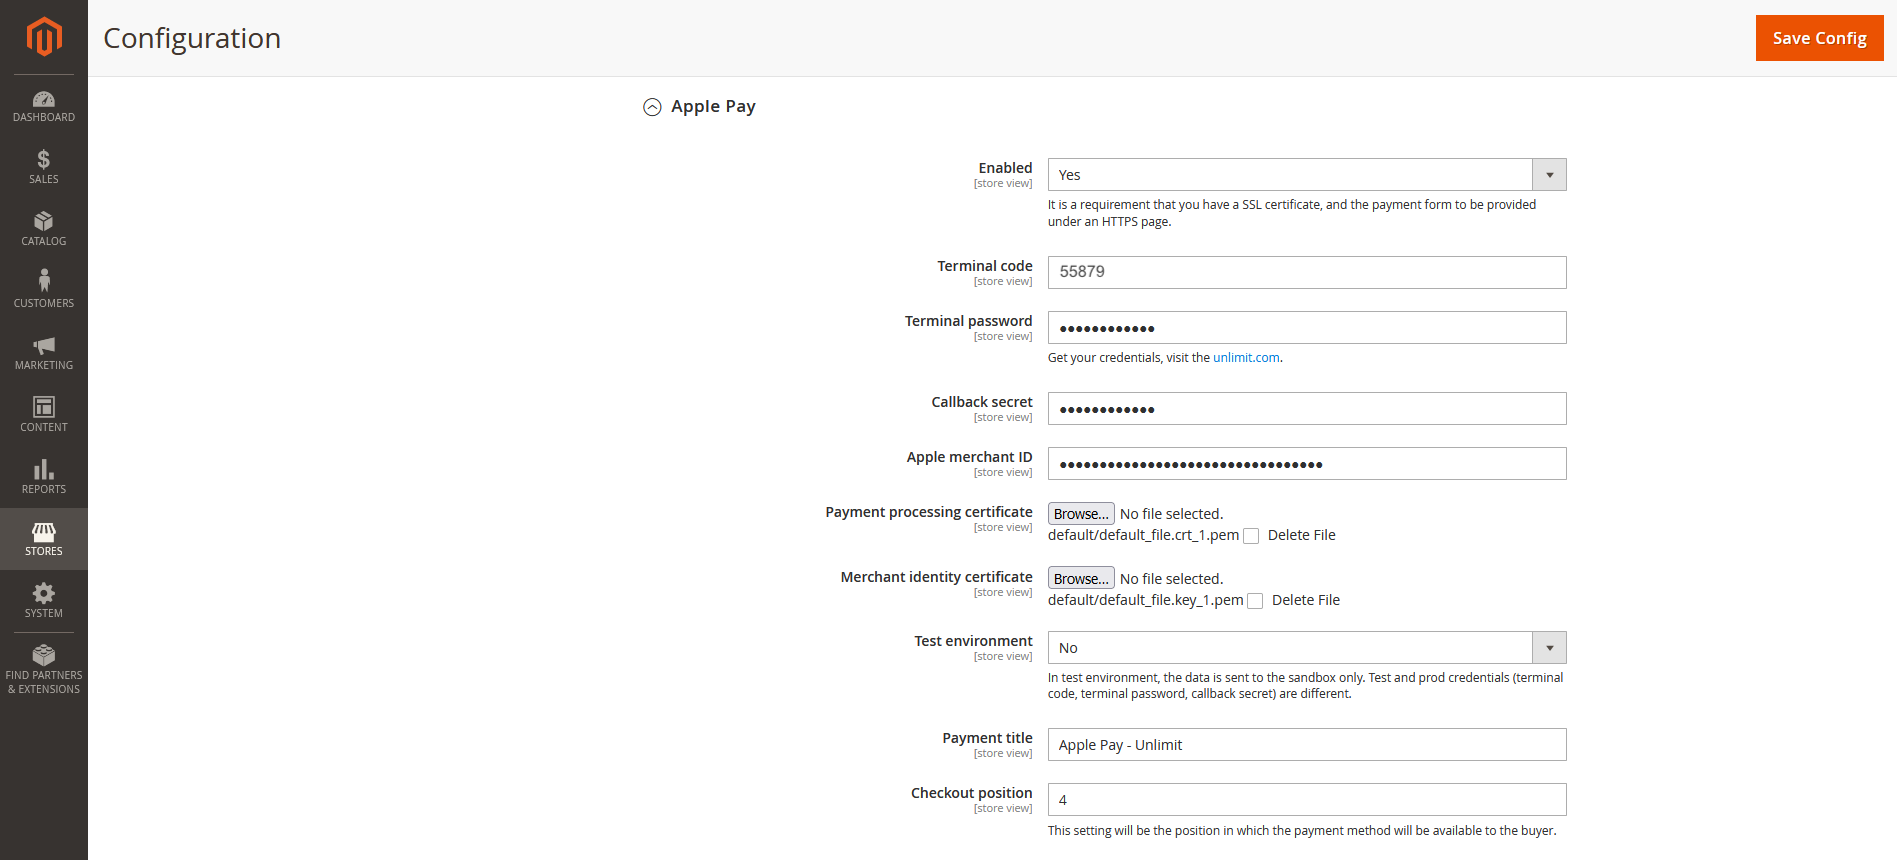 Configuration
Save Config
DASHBOARD
SALES
CATALOG
CUSTOMERS
MARKETING
CONTENT
REPORTS
STORES
SYSTEM
FIND PARTNERS
& EXTENSIONS
Apple Pay
Enabled
[store view]
Yes
It is a requirement that you have a SSL certificate, and the payment form to be provided
under an HTTPS page.
Terminal code
[store view]
55879
Terminal password
[store view]
••••••••••••
Get your credentials, visit the unlimit.com.
Callback secret
[store view]
••••••••••••
Apple merchant ID
[store view]
•••••••••••••••••••••••••••••••••
Payment processing certificate
[store view]
Browse... No file selected.
default/default_file.crt_1.pem Delete File
Merchant identity certificate
[store view]
Browse... No file selected.
default/default_file.key_1.pem Delete File
Test environment
[store view]
No
In test environment, the data is sent to the sandbox only. Test and prod credentials (terminal
code, terminal password, callback secret) are different.
Payment title
[store view]
Apple Pay - Unlimit
Checkout position
[store view]
4
This setting will be the position in which the payment method will be available to the buyer.